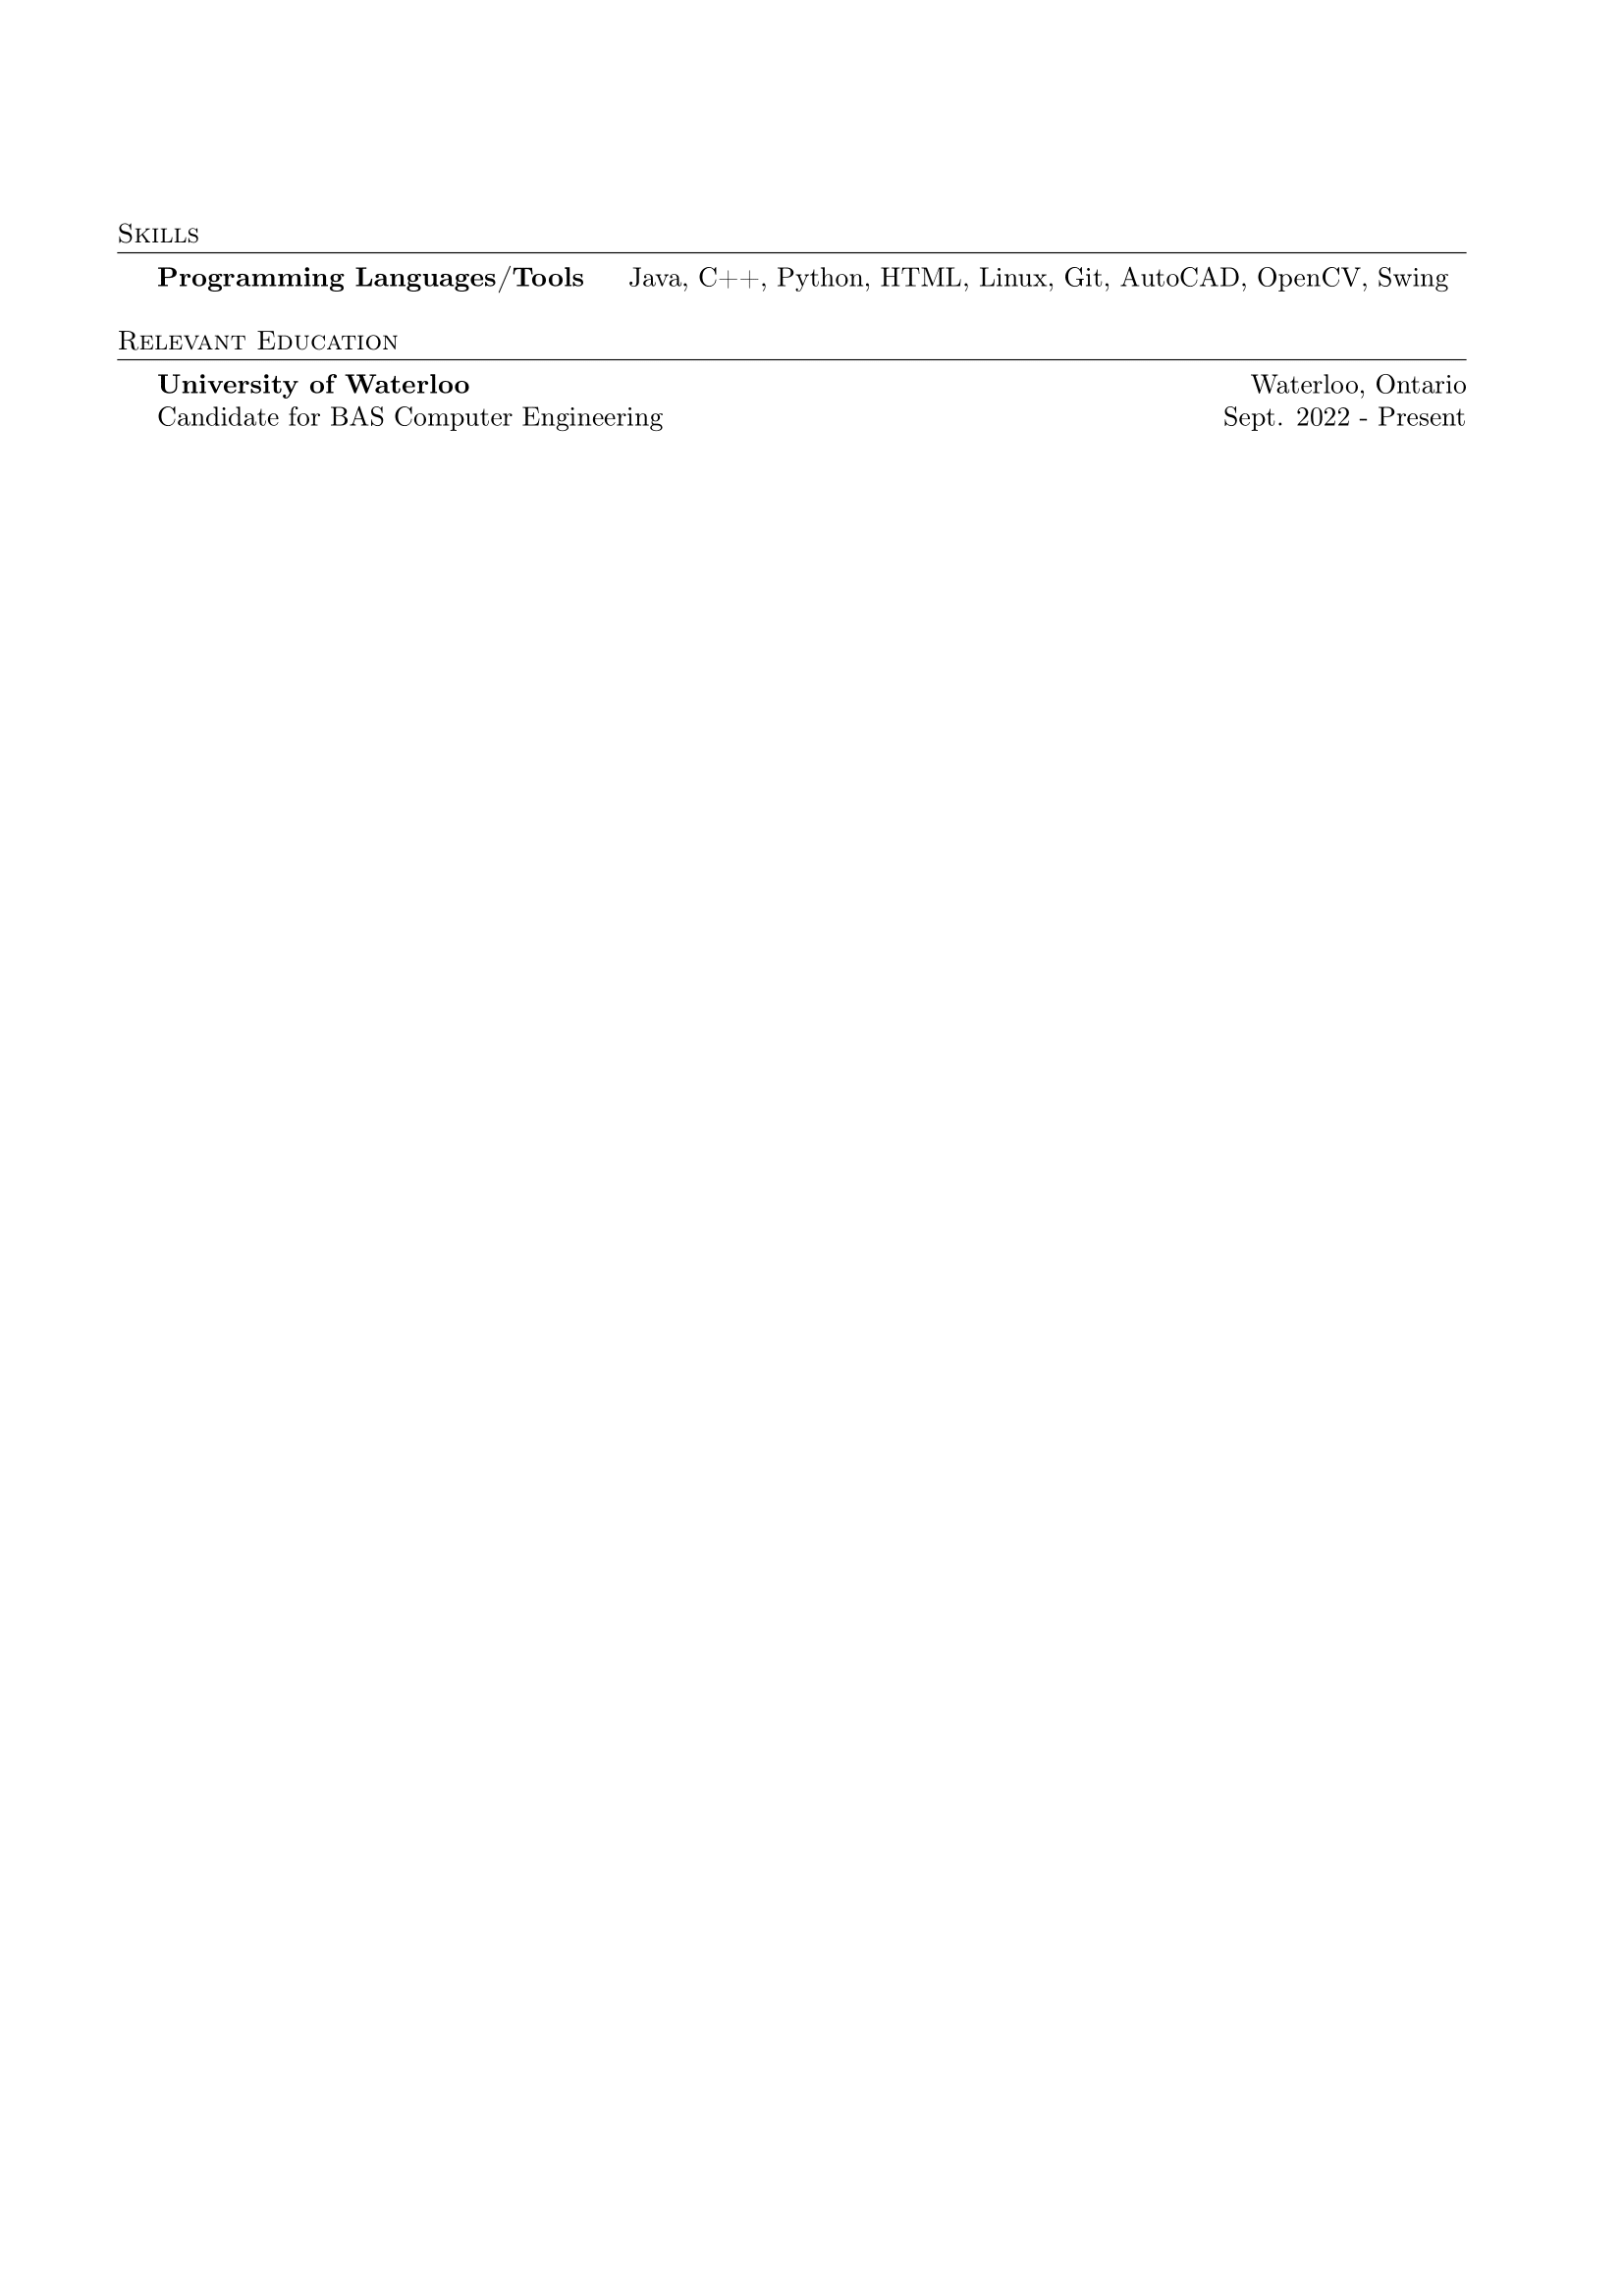 Skills
Programming Languages/Tools Java, C++, Python, HTML, Linux, Git, AutoCAD, OpenCV, Swing
Relevant Education
University of Waterloo Waterloo, Ontario
Candidate for BAS Computer Engineering Sept. 2022 - Present